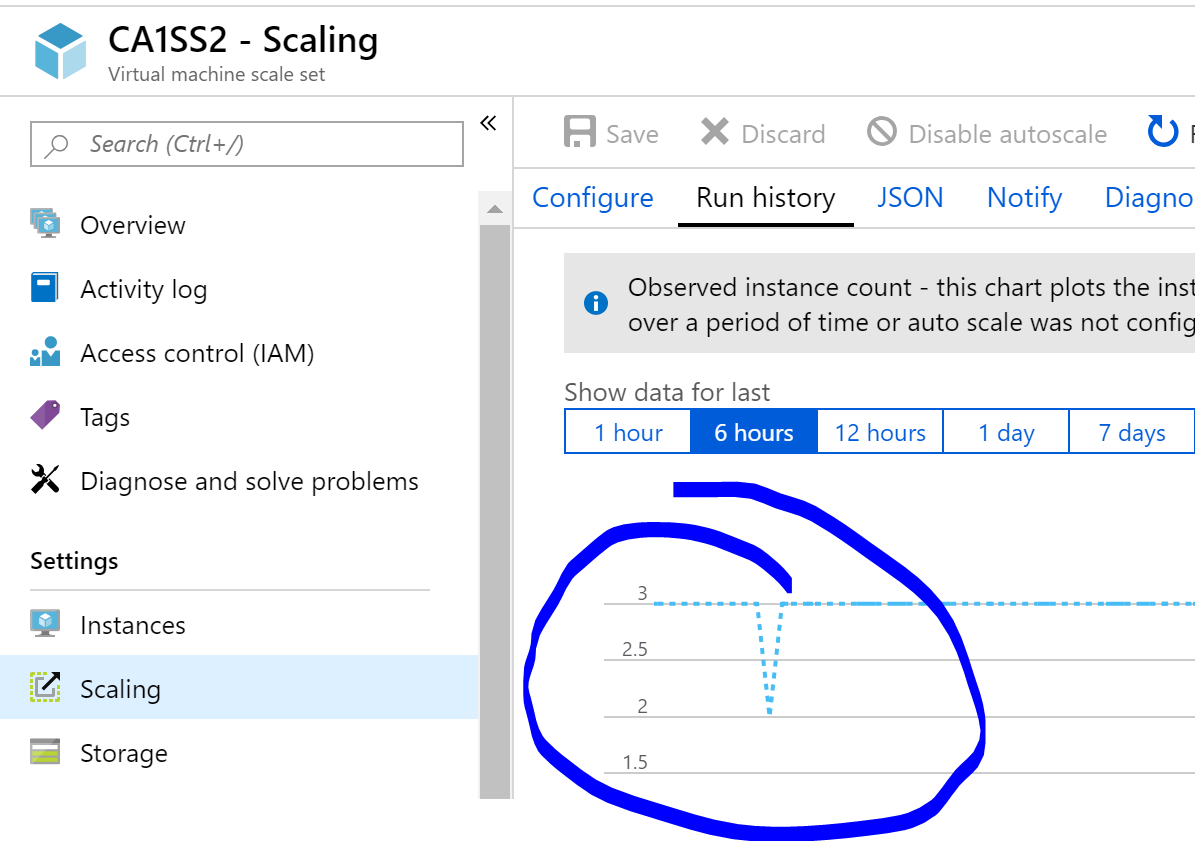 CA1SS2 - Scaling
Virtual machine scale set
Search (Ctrl+/)
Overview
Activity log
Access control (IAM)
Tags
Diagnose and solve problems
Settings
Instances
Scaling
Storage
Save Discard Disable autoscale
Configure Run history JSON Notify Diagno
Observed instance count - this chart plots the inst
over a period of time or auto scale was not config
Show data for last
1 hour 6 hours 12 hours 1 day 7 days
3
2.5
2
1.5